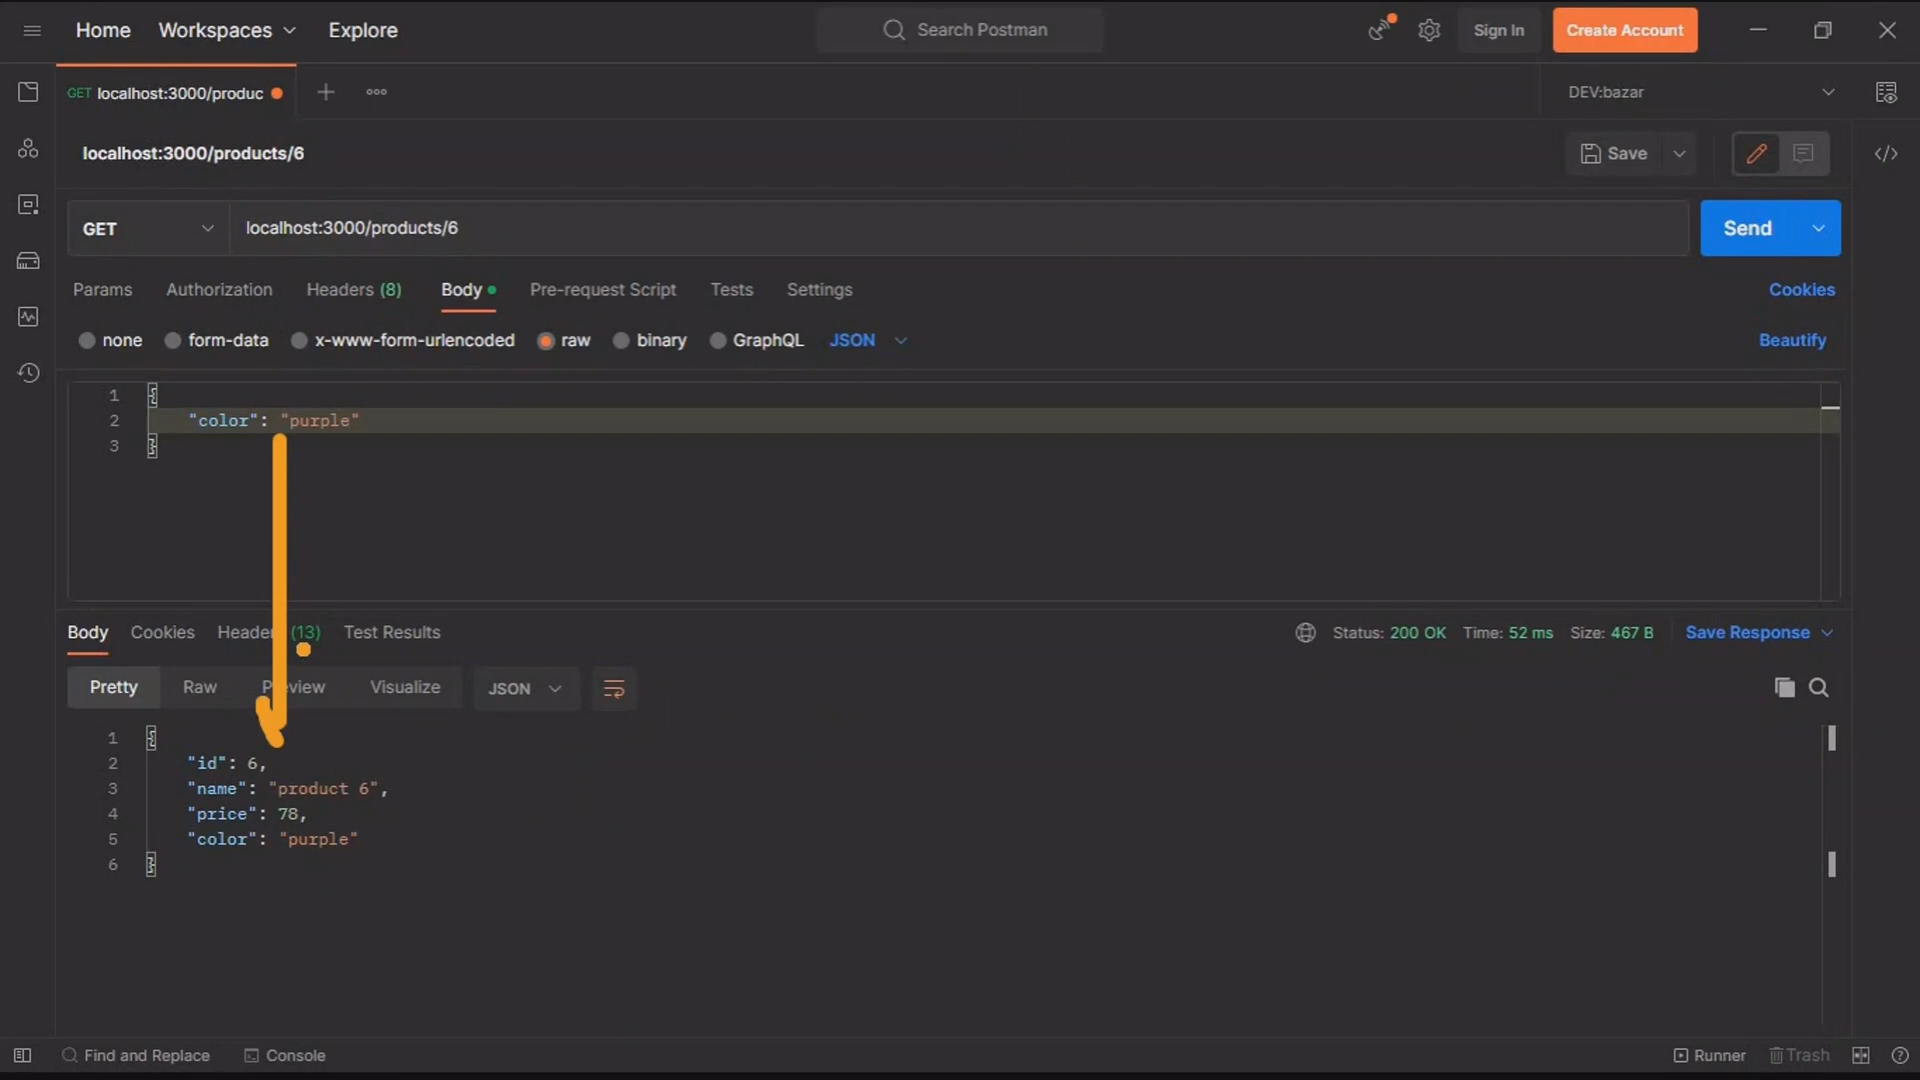 Home Workspaces Explore Search Postman Sign In Create Account
GET localhost:3000/produc DEV:bazar
localhost:3000/products/6 Save
GET localhost:3000/products/6 Send
Params Authorization Headers (8) Body Pre-request Script Tests Settings Cookies
none form-data x-www-form-urlencoded raw binary GraphQL JSON Beautify
1 {
2 "color": "purple"
3 }
Body Cookies Header (13) Test Results Status: 200 OK Time: 52 ms Size: 467 B Save Response
Pretty Raw Preview Visualize JSON
1 {
2 "id": 6,
3 "name": "product 6",
4 "price": 78,
5 "color": "purple"
6 }
Find and Replace Console Runner Trash